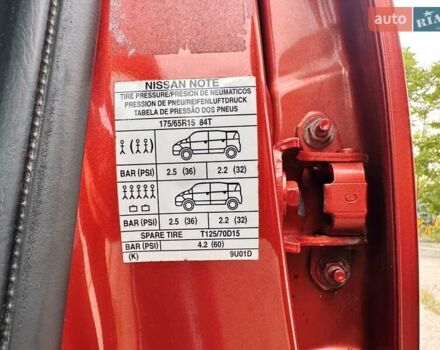 auto RIA
NISSAN NOTE
TIRE PRESSURE/PRESION DE NEUMATICOS
PRESSION DE PNEU/REIFENLUFTDRUCK
TABELA DE PRESSÃO DOS PNEUS
175/65R15 84T
BAR (PSI) 2.5 (36) 2.2 (32)
BAR (PSI) 2.5 (36) 2.2 (32)
SPARE TIRE T125/70D15
BAR (PSI) 4.2 (60)
(K) 9U01D